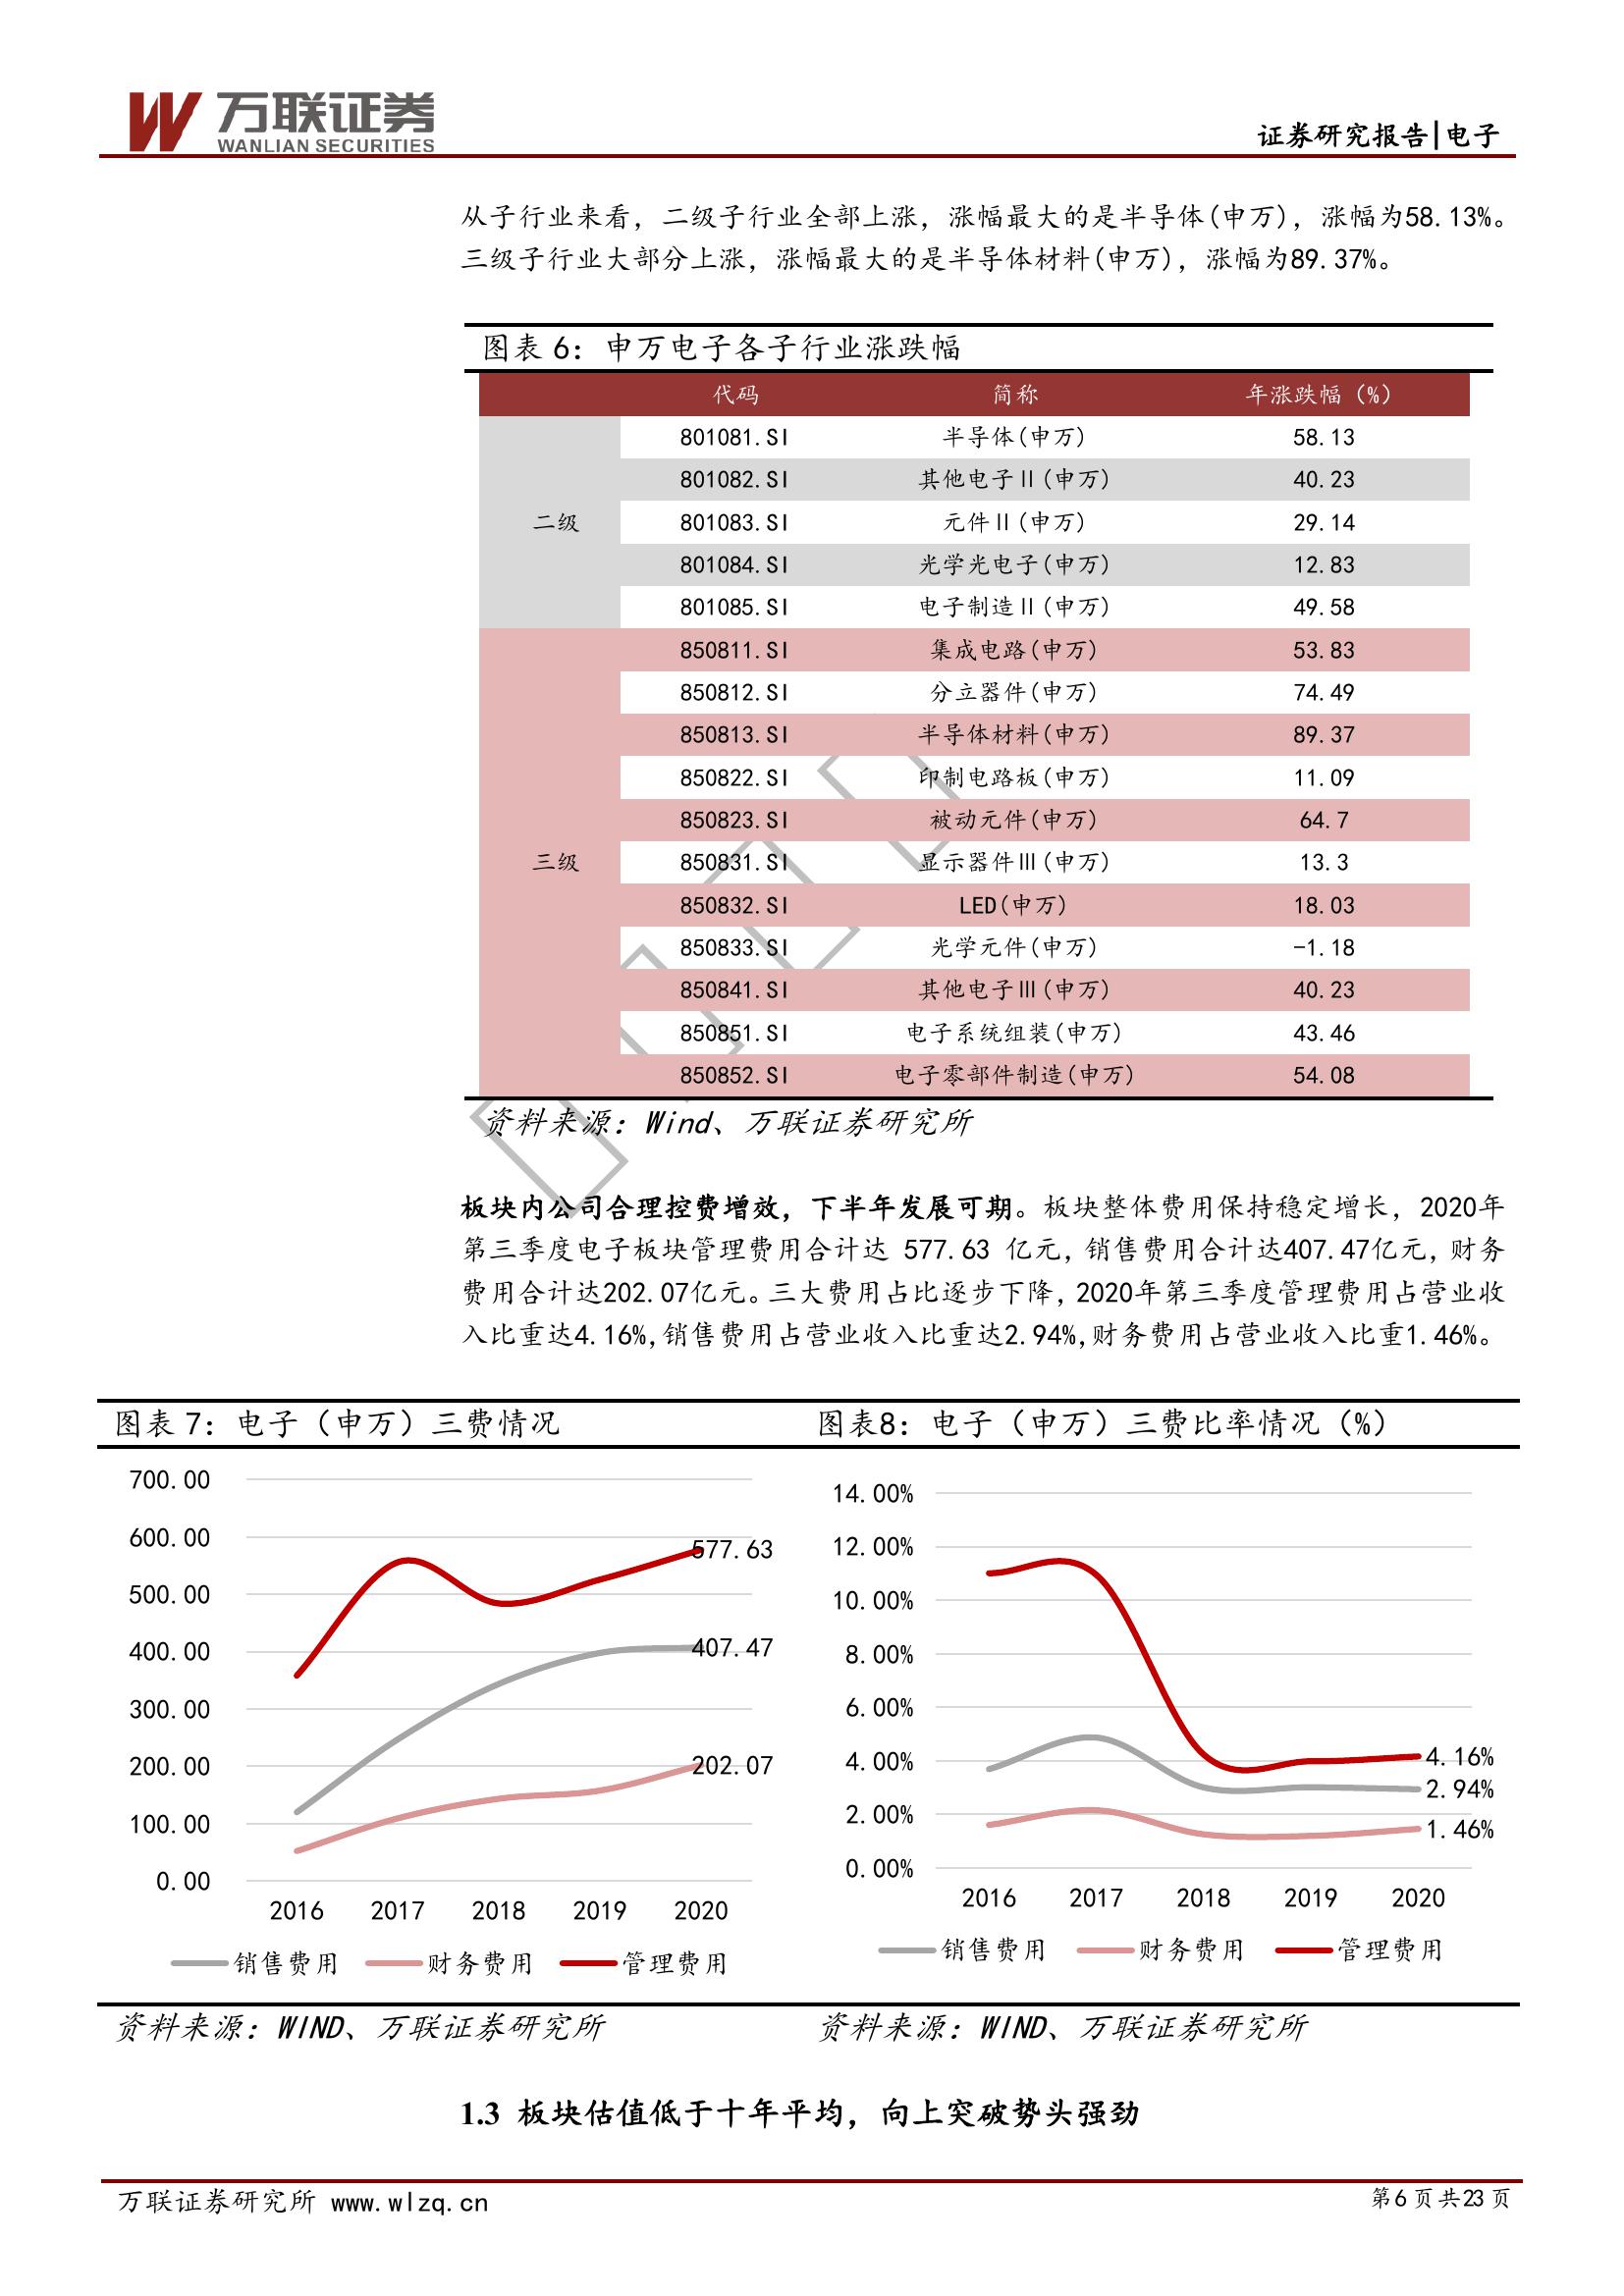 万联证券
WANLIAN SECURITIES
证券研究报告|电子
从子行业来看，二级子行业全部上涨，涨幅最大的是半导体(申万)，涨幅为58.13%。
三级子行业大部分上涨，涨幅最大的是半导体材料(申万)，涨幅为89.37%。
图表 6：申万电子各子行业涨跌幅
代码 简称 年涨跌幅（%）
801081.SI 半导体(申万) 58.13
801082.SI 其他电子Ⅱ(申万) 40.23
二级 801083.SI 元件Ⅱ(申万) 29.14
801084.SI 光学光电子(申万) 12.83
801085.SI 电子制造Ⅱ(申万) 49.58
850811.SI 集成电路(申万) 53.83
850812.SI 分立器件(申万) 74.49
850813.SI 半导体材料(申万) 89.37
850822.SI 印制电路板(申万) 11.09
850823.SI 被动元件(申万) 64.7
三级 850831.SI 显示器件Ⅲ(申万) 13.3
850832.SI LED(申万) 18.03
850833.SI 光学元件(申万) -1.18
850841.SI 其他电子Ⅲ(申万) 40.23
850851.SI 电子系统组装(申万) 43.46
850852.SI 电子零部件制造(申万) 54.08
资料来源：Wind、万联证券研究所
板块内公司合理控费增效，下半年发展可期。板块整体费用保持稳定增长，2020年
第三季度电子板块管理费用合计达 577.63 亿元，销售费用合计达407.47亿元，财务
费用合计达202.07亿元。三大费用占比逐步下降，2020年第三季度管理费用占营业收
入比重达4.16%,销售费用占营业收入比重达2.94%,财务费用占营业收入比重1.46%。
图表 7：电子（申万）三费情况
700.00
600.00
500.00
400.00
300.00
200.00
100.00
0.00
577.63
407.47
202.07
2016 2017 2018 2019 2020
销售费用 财务费用 管理费用
资料来源：WIND、万联证券研究所
图表8：电子（申万）三费比率情况（%）
14.00%
12.00%
10.00%
8.00%
6.00%
4.00%
2.00%
0.00%
4.16%
2.94%
1.46%
2016 2017 2018 2019 2020
销售费用 财务费用 管理费用
资料来源：WIND、万联证券研究所
1.3 板块估值低于十年平均，向上突破势头强劲
万联证券研究所 www.wlzq.cn
第6页共23页